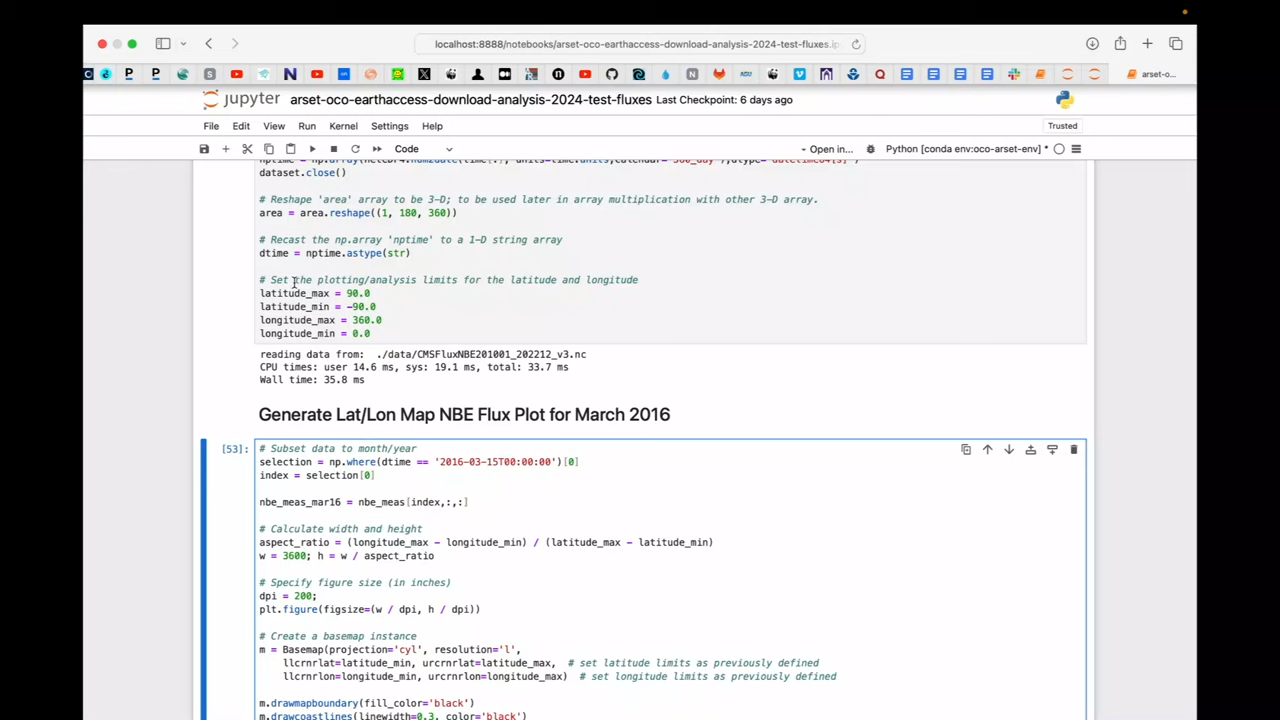 localhost:8888/notebooks/arset-oco-earthaccess-download-analysis-2024-test-fluxes.ip
arset-o...
jupyter arset-oco-earthaccess-download-analysis-2024-test-fluxes Last Checkpoint: 6 days ago
File Edit View Run Kernel Settings Help
Trusted
Code
Open in...
Python [conda env:oco-arset-env] *
dataset.close()
# Reshape 'area' array to be 3-D; to be used later in array multiplication with other 3-D array.
area = area.reshape((1, 180, 360))
# Recast the np.array 'nptime' to a 1-D string array
dtime = nptime.astype(str)
# Set the plotting/analysis limits for the latitude and longitude
latitude_max = 90.0
latitude_min = -90.0
longitude_max = 360.0
longitude_min = 0.0
reading data from: ./data/CMSFluxNBE201001_202212_v3.nc
CPU times: user 14.6 ms, sys: 19.1 ms, total: 33.7 ms
Wall time: 35.8 ms
Generate Lat/Lon Map NBE Flux Plot for March 2016
[53]:
# Subset data to month/year
selection = np.where(dtime == '2016-03-15T00:00:00')[0]
index = selection[0]
nbe_meas_mar16 = nbe_meas[index,:,:]
# Calculate width and height
aspect_ratio = (longitude_max - longitude_min) / (latitude_max - latitude_min)
w = 3600; h = w / aspect_ratio
# Specify figure size (in inches)
dpi = 200;
plt.figure(figsize=(w / dpi, h / dpi))
# Create a basemap instance
m = Basemap(projection='cyl', resolution='l',
llcrnrlat=latitude_min, urcrnrlat=latitude_max, # set latitude limits as previously defined
llcrnrlon=longitude_min, urcrnrlon=longitude_max) # set longitude limits as previously defined
m.drawmapboundary(fill_color='black')
m.drawcoastlines(linewidth=0.3, color='black')